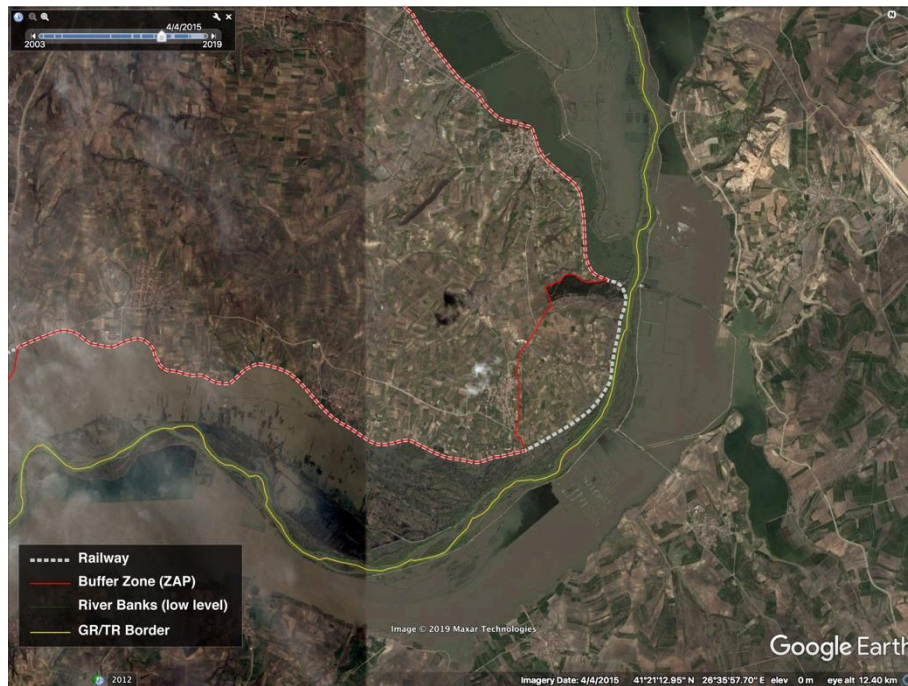 4/4/2015
2003 2019
N
Railway
Buffer Zone (ZAP)
River Banks (low level)
GR/TR Border
Image © 2019 Maxar Technologies
Google Earth
2012
Imagery Date: 4/4/2015 41°21'12.95" N 26°35'57.70" E elev 0 m eye alt 12.40 km